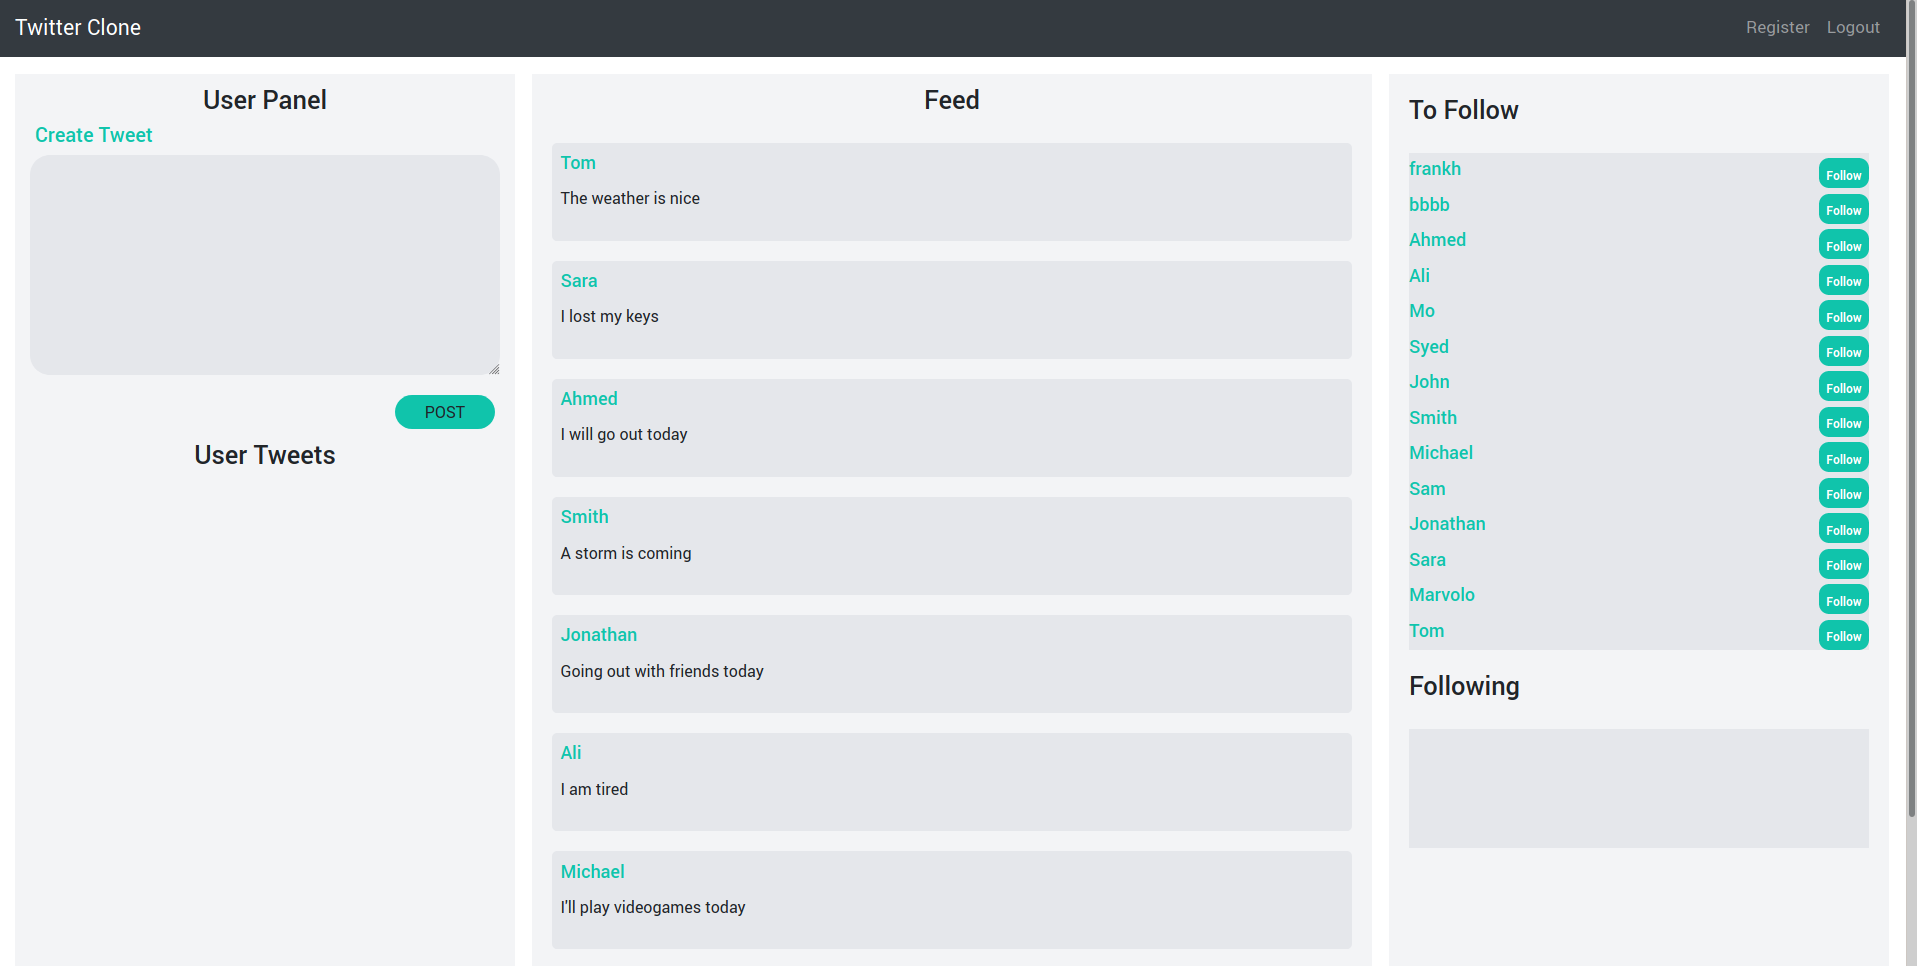 Twitter Clone
Register Logout
User Panel
Create Tweet
POST
User Tweets
Feed
Tom
The weather is nice
Sara
I lost my keys
Ahmed
I will go out today
Smith
A storm is coming
Jonathan
Going out with friends today
Ali
I am tired
Michael
I'll play videogames today
To Follow
frankh Follow
bbbb Follow
Ahmed Follow
Ali Follow
Mo Follow
Syed Follow
John Follow
Smith Follow
Michael Follow
Sam Follow
Jonathan Follow
Sara Follow
Marvolo Follow
Tom Follow
Following